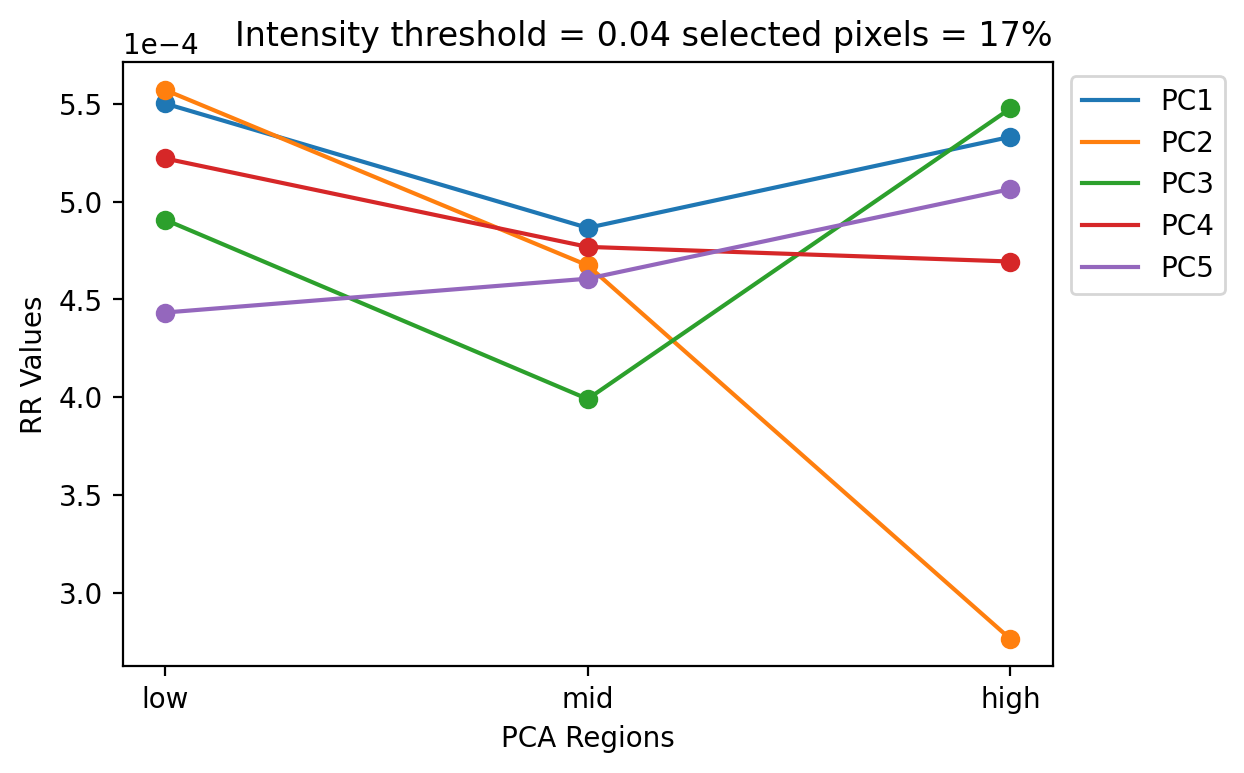 Intensity threshold = 0.04 selected pixels = 17%
1e−4
5.5
5.0
4.5
4.0
3.5
3.0
RR Values
low
mid
high
PCA Regions
PC1
PC2
PC3
PC4
PC5